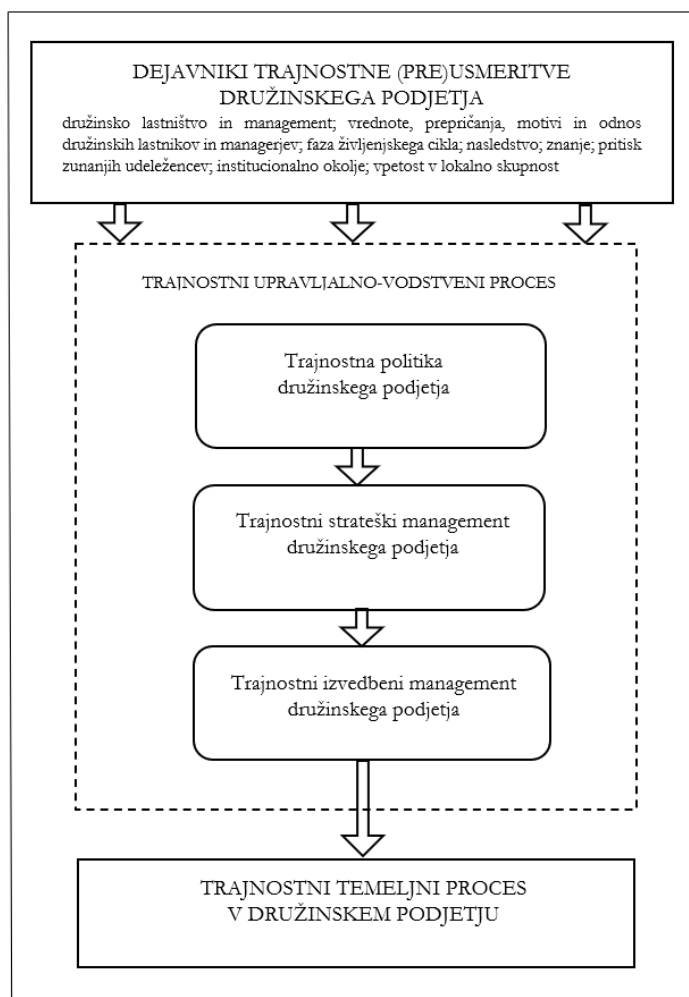 DEJAVNIKI TRAJNOSTNE (PRE)USMERITVE
DRUŽINSKEGA PODJETJA
družinsko lastništvo in management; vrednote, prepričanja, motivi in odnos
družinskih lastnikov in managerjev; faza življenjskega cikla; nasledstvo; znanje; pritisk
zunanjih udeležencev; institucionalno okolje; vpetost v lokalno skupnost
TRAJNOSTNI UPRAVLJALNO-VODSTVENI PROCES
Trajnostna politika
družinskega podjetja
Trajnostni strateški management
družinskega podjetja
Trajnostni izvedbeni management
družinskega podjetja
TRAJNOSTNI TEMELJNI PROCES
V DRUŽINSKEM PODJETJU